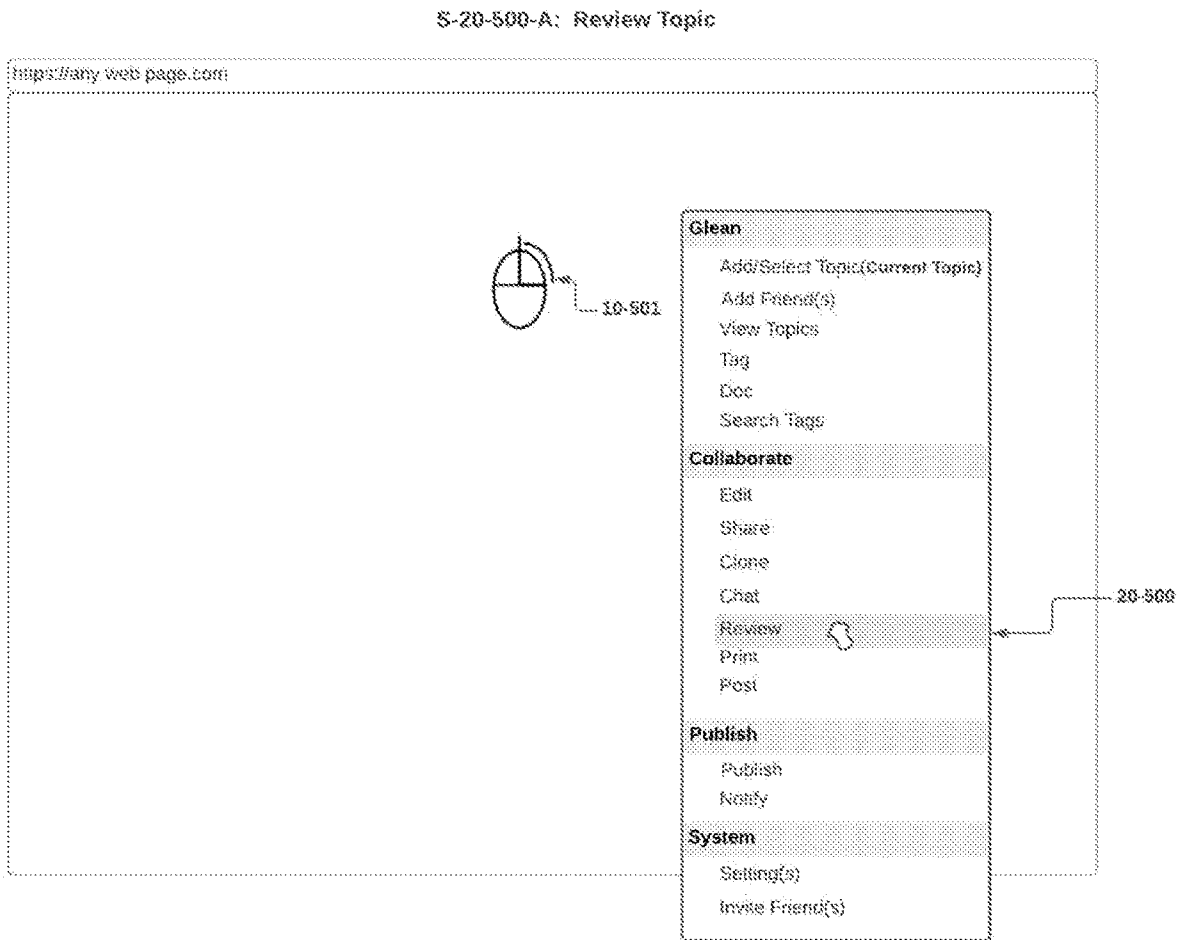 S-20-500-A: Review Topic
https://any web page.com
10-501
Glean
Add/Select Topic(Current Topic)
Add Friend(s)
View Topics
Tag
Doc
Search Tags
Collaborate
Edit
Share
Clone
Chat
Review
20-500
Print
Post
Publish
Publish
Notify
System
Setting(s)
Invite Friend(s)